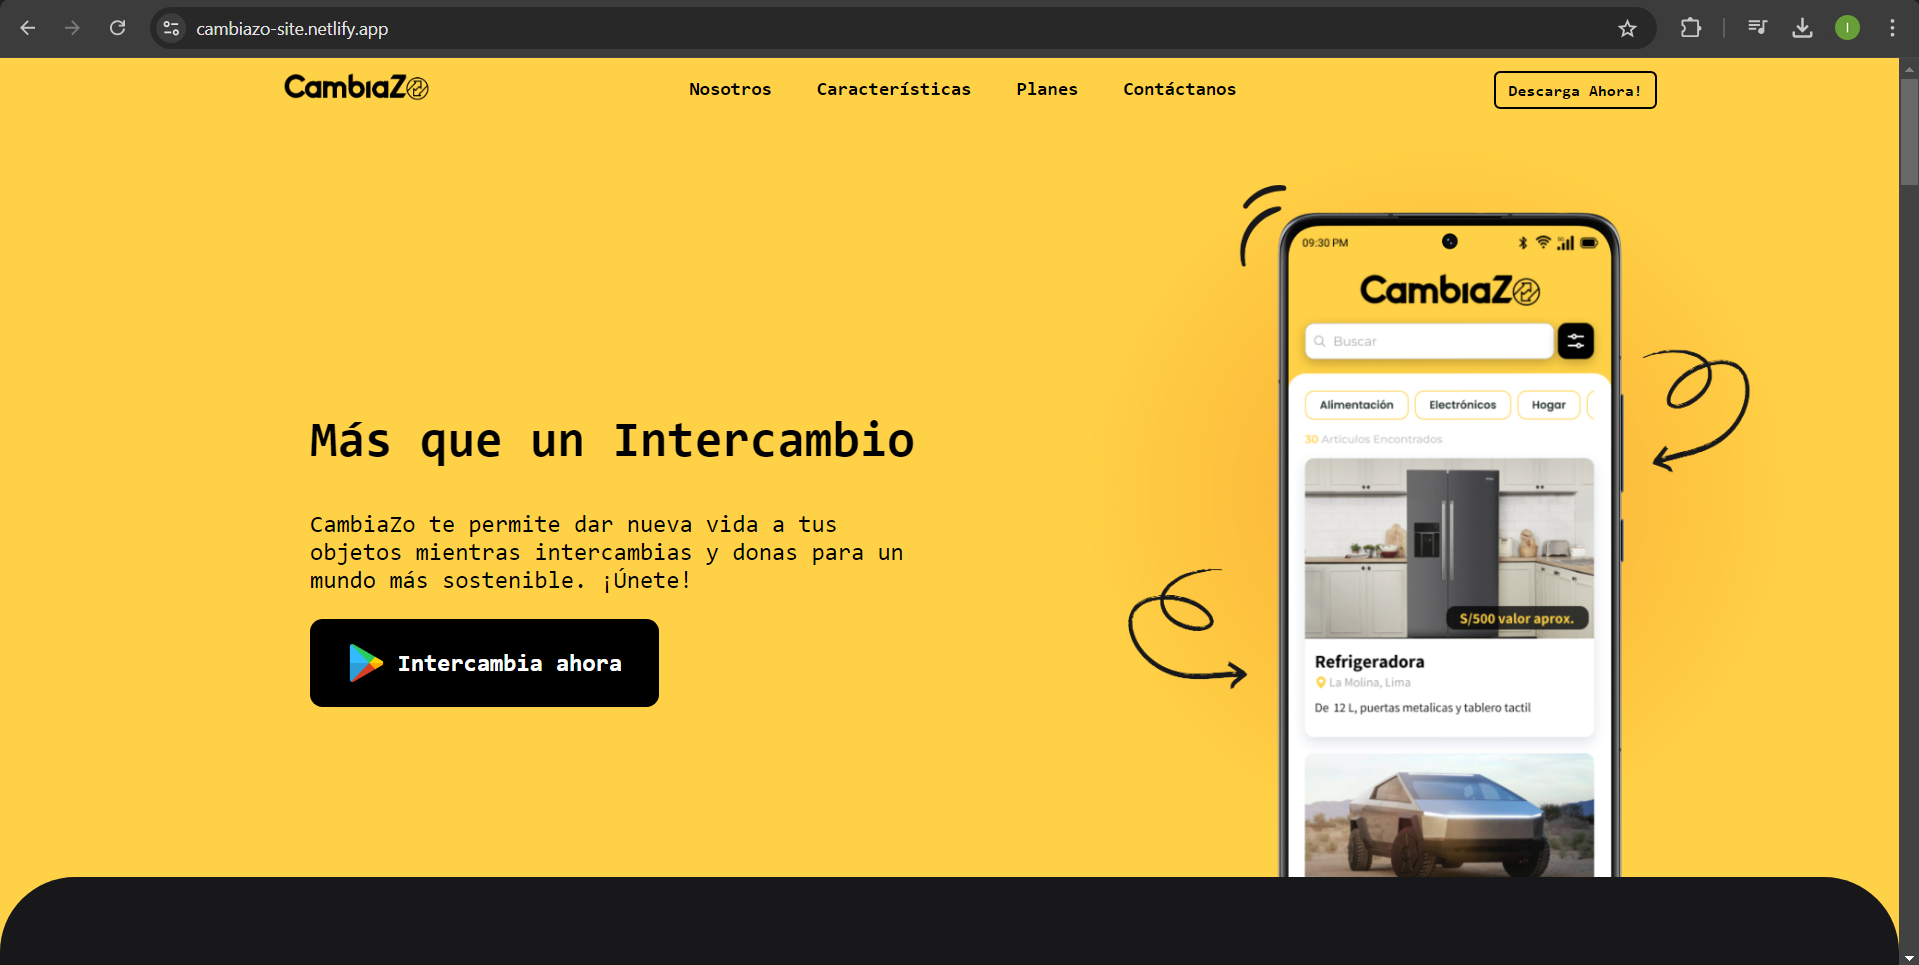 cambiazo-site.netlify.app
I
CambiaZo
Nosotros Características Planes Contáctanos
Descarga Ahora!
Más que un Intercambio
CambiaZo te permite dar nueva vida a tus
objetos mientras intercambias y donas para un
mundo más sostenible. ¡Únete!
Intercambia ahora
09:30 PM
CambiaZo
Buscar
Alimentación Electrónicos Hogar
30 Artículos Encontrados
S/500 valor aprox.
Refrigeradora
La Molina, Lima
De 12 L, puertas metalicas y tablero tactil